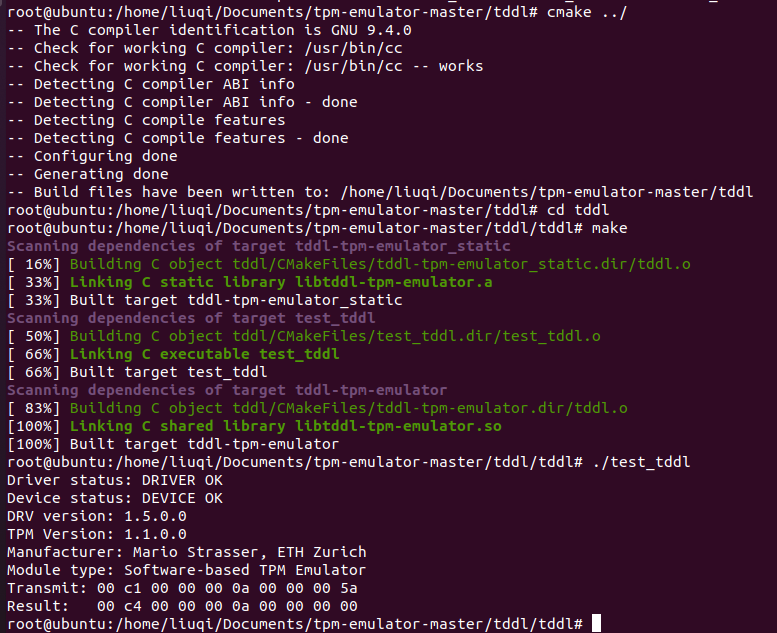 root@ubuntu:/home/liuqi/Documents/tpm-emulator-master/tddl# cmake ../
-- The C compiler identification is GNU 9.4.0
-- Check for working C compiler: /usr/bin/cc
-- Check for working C compiler: /usr/bin/cc -- works
-- Detecting C compiler ABI info
-- Detecting C compiler ABI info - done
-- Detecting C compile features
-- Detecting C compile features - done
-- Configuring done
-- Generating done
-- Build files have been written to: /home/liuqi/Documents/tpm-emulator-master/tddl
root@ubuntu:/home/liuqi/Documents/tpm-emulator-master/tddl# cd tddl
root@ubuntu:/home/liuqi/Documents/tpm-emulator-master/tddl/tddl# make
Scanning dependencies of target tddl-tpm-emulator_static
[ 16%] Building C object tddl/CMakeFiles/tddl-tpm-emulator_static.dir/tddl.o
[ 33%] Linking C static library libtddl-tpm-emulator.a
[ 33%] Built target tddl-tpm-emulator_static
Scanning dependencies of target test_tddl
[ 50%] Building C object tddl/CMakeFiles/test_tddl.dir/test_tddl.o
[ 66%] Linking C executable test_tddl
[ 66%] Built target test_tddl
Scanning dependencies of target tddl-tpm-emulator
[ 83%] Building C object tddl/CMakeFiles/tddl-tpm-emulator.dir/tddl.o
[100%] Linking C shared library libtddl-tpm-emulator.so
[100%] Built target tddl-tpm-emulator
root@ubuntu:/home/liuqi/Documents/tpm-emulator-master/tddl/tddl# ./test_tddl
Driver status: DRIVER OK
Device status: DEVICE OK
DRV version: 1.5.0.0
TPM Version: 1.1.0.0
Manufacturer: Mario Strasser, ETH Zurich
Module type: Software-based TPM Emulator
Transmit: 00 c1 00 00 00 0a 00 00 00 5a
Result:   00 c4 00 00 00 0a 00 00 00 00
root@ubuntu:/home/liuqi/Documents/tpm-emulator-master/tddl/tddl#